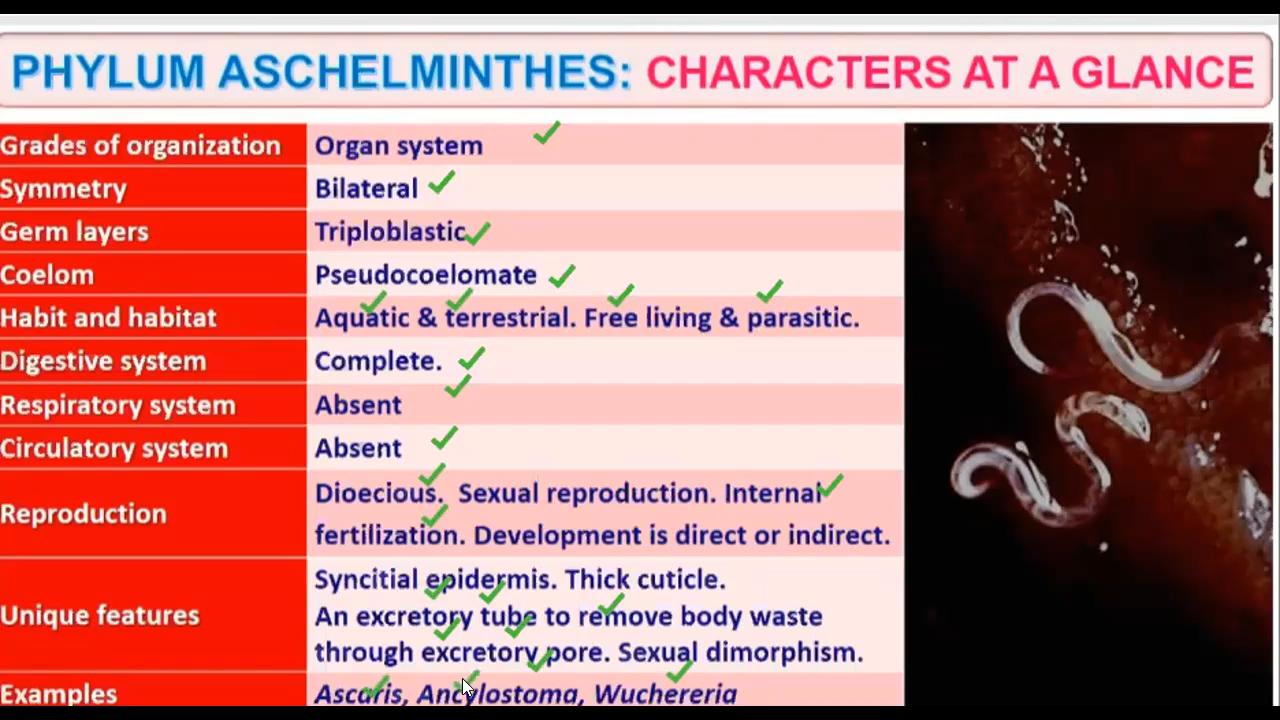 PHYLUM ASCHELMINTHES: CHARACTERS AT A GLANCE
Grades of organization Organ system
Symmetry Bilateral
Germ layers Triploblastic
Coelom Pseudocoelomate
Habit and habitat Aquatic & terrestrial. Free living & parasitic.
Digestive system Complete.
Respiratory system Absent
Circulatory system Absent
Reproduction Dioecious. Sexual reproduction. Internal
fertilization. Development is direct or indirect.
Unique features Syncitial epidermis. Thick cuticle.
An excretory tube to remove body waste
through excretory pore. Sexual dimorphism.
Examples Ascaris, Ancylostoma, Wuchereria